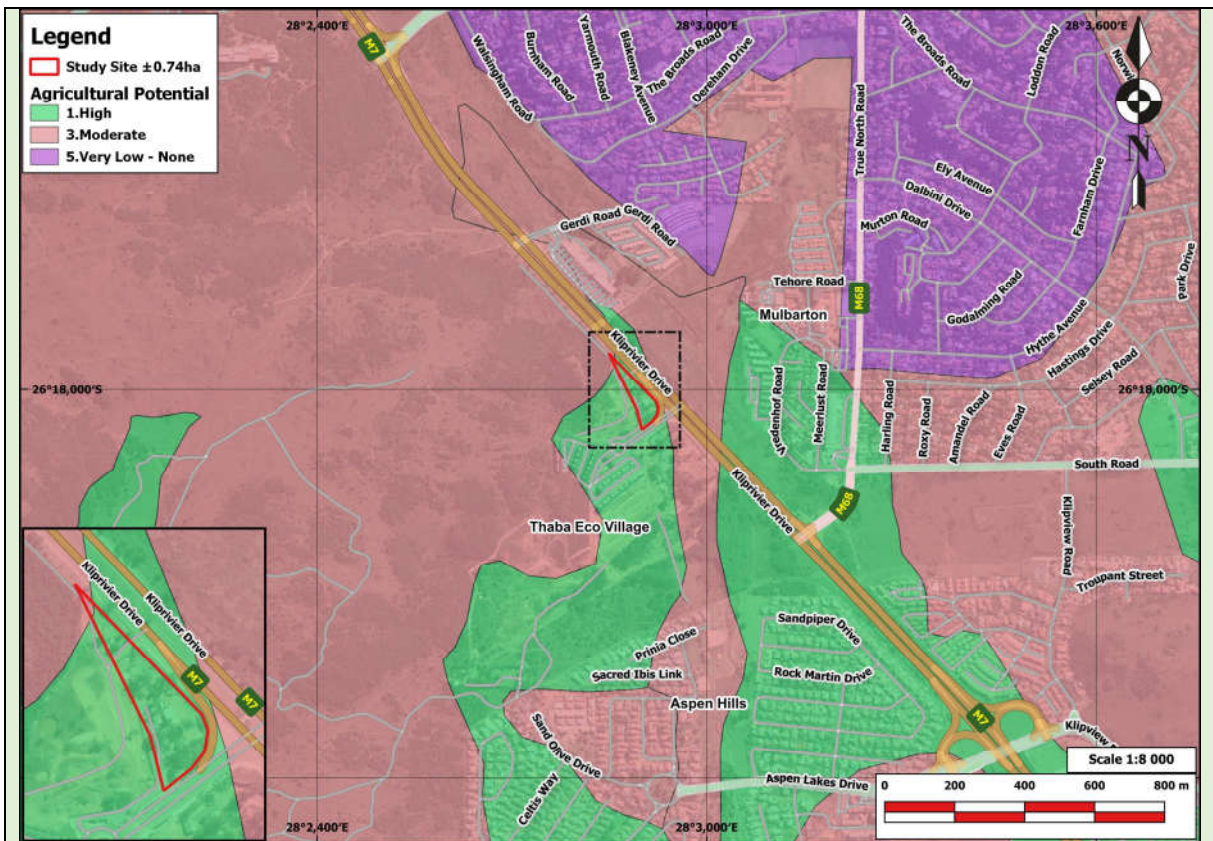 Legend
Study Site ±0.74ha
Agricultural Potential
1.High
3.Moderate
5.Very Low - None
28°2,400'E
28°3,000'E
28°3,600'E
M7
Walsingham Road
Burnham Road
Yarmouth Road
Blakeney Avenue
The Broads Road
Dereham Drive
True North Road
The Broads Road
Loddon Road
N
Ely Avenue
Dalbini Drive
Murton Road
Farnham Drive
Gerdi Road
Gerdi Road
Park Drive
Tehore Road
M68
Mulbarton
Godalming Road
Hythe Avenue
Hastings Drive
Selsey Road
Kliprivier Drive
26°18,000'S
26°18,000'S
Vredenhof Road
Meerlust Road
Harling Road
Roxy Road
Amandel Road
Eves Road
South Road
Kliprivier Drive
M68
Klipview Road
Thaba Eco Village
Troupant Street
Kliprivier Drive
Kliprivier Drive
M7
M7
Sandpiper Drive
Prinia Close
Sacred Ibis Link
Rock Martin Drive
Aspen Hills
M7
Sand Olive Drive
Celtis Way
Aspen Lakes Drive
Scale 1:8 000
0 200 400 600 800 m
28°2,400'E
28°3,000'E